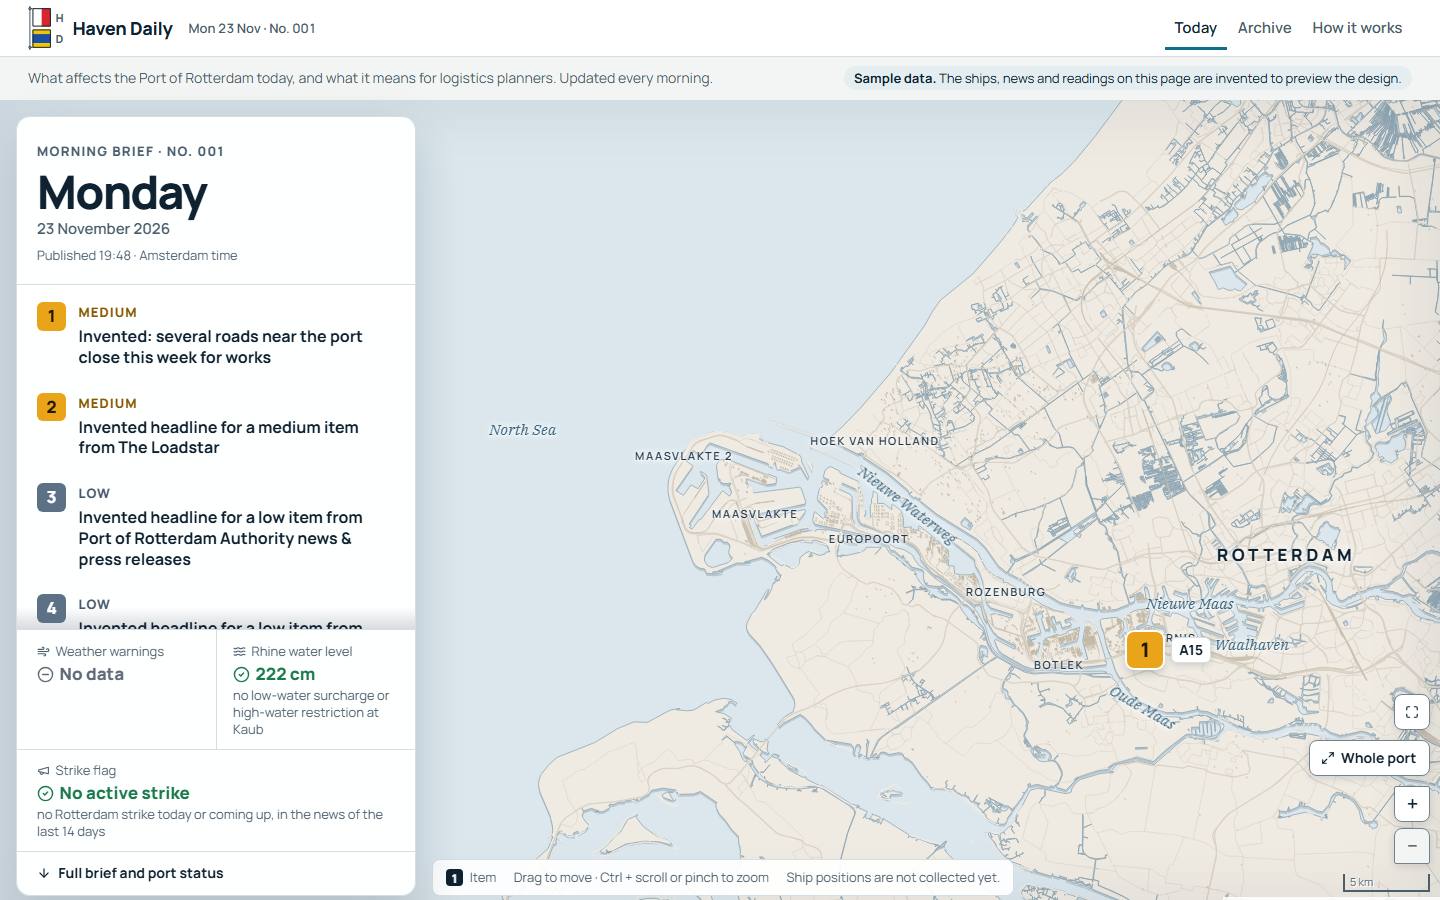 H
D
Haven Daily
Mon 23 Nov · No. 001
Today
Archive
How it works
What affects the Port of Rotterdam today, and what it means for logistics planners. Updated every morning.
Sample data. The ships, news and readings on this page are invented to preview the design.
MORNING BRIEF · NO. 001
Monday
23 November 2026
Published 19:48 · Amsterdam time
1
MEDIUM
Invented: several roads near the port
close this week for works
2
MEDIUM
Invented headline for a medium item
from The Loadstar
3
LOW
Invented headline for a low item from
Port of Rotterdam Authority news &
press releases
4
LOW
Invented headline for a low item from
Weather warnings
No data
Rhine water level
222 cm
no low-water surcharge or
high-water restriction at
Kaub
Strike flag
No active strike
no Rotterdam strike today or coming up, in the news of the
last 14 days
Full brief and port status
North Sea
MAASVLAKTE 2
HOEK VAN HOLLAND
Nieuwe Waterweg
MAASVLAKTE
EUROPOORT
ROTTERDAM
ROZENBURG
Nieuwe Maas
1
A15
Waalhaven
BOTLEK
Oude Maas
Whole port
+
−
5 km
1
Item
Drag to move · Ctrl + scroll or pinch to zoom
Ship positions are not collected yet.